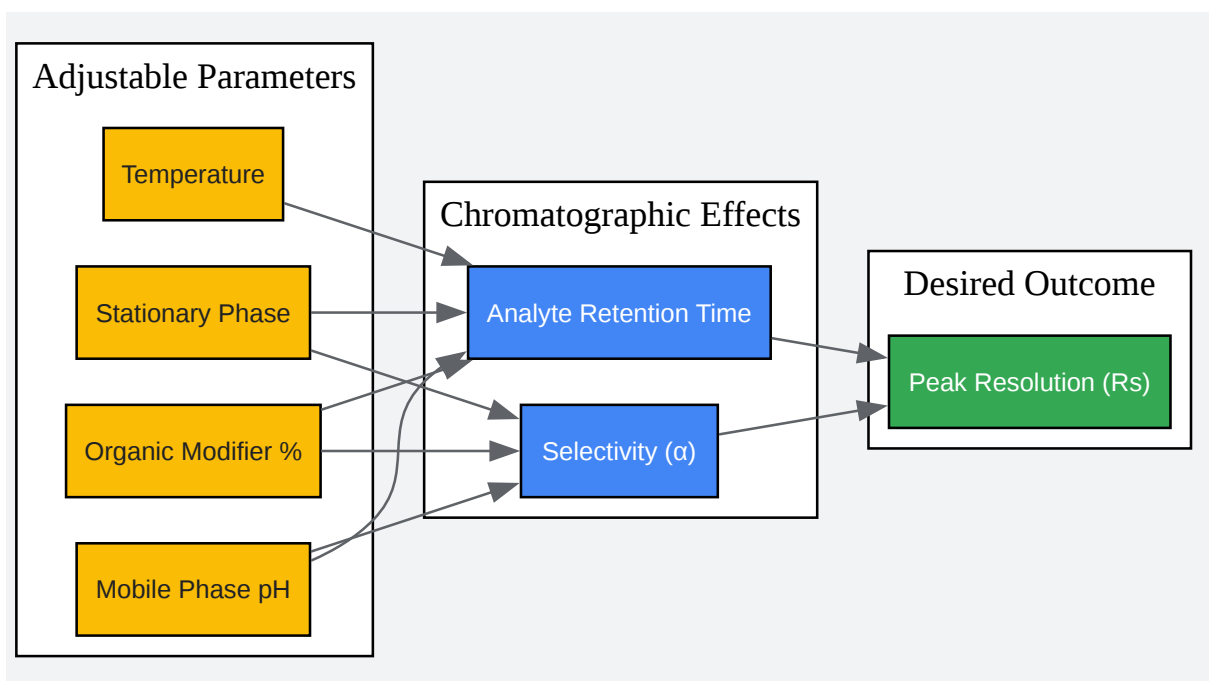 Adjustable Parameters
Temperature
Stationary Phase
Organic Modifier %
Mobile Phase pH
Chromatographic Effects
Analyte Retention Time
Selectivity (α)
Desired Outcome
Peak Resolution (Rs)